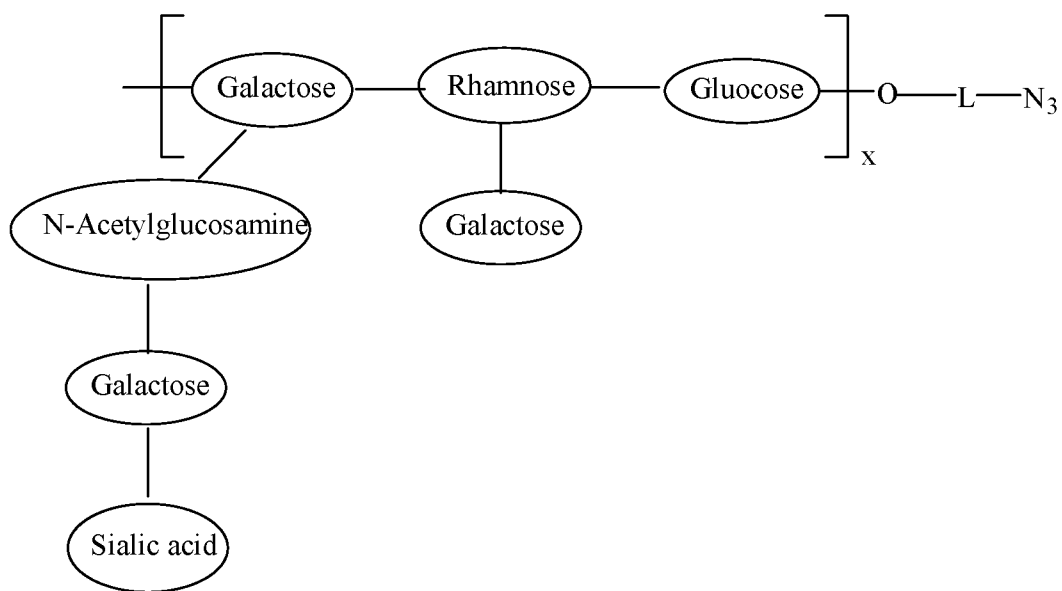 Galactose Rhamnose Gluocose O L N3
x
N-Acetylglucosamine Galactose
Galactose
Sialic acid